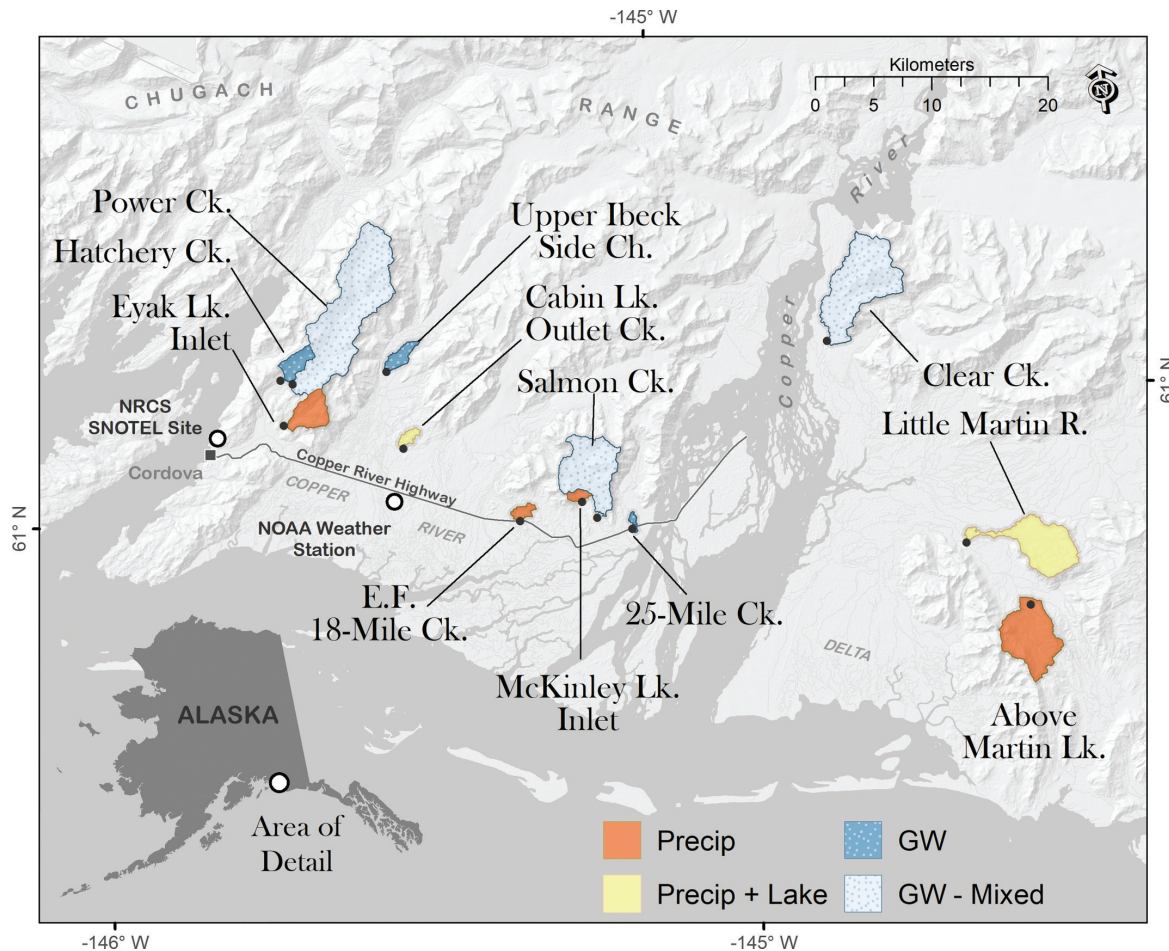 -145° W
Kilometers
0 5 10 20
N
CHUGACH
RANGE
River
Copper
Power Ck.
Hatchery Ck.
Eyak Lk.
Inlet
Upper Ibeck
Side Ch.
Cabin Lk.
Outlet Ck.
Salmon Ck.
Clear Ck.
61° N
Little Martin R.
NRCS
SNOTEL Site
Cordova
Copper River Highway
COPPER
RIVER
NOAA Weather
Station
61° N
E.F.
18-Mile Ck.
25-Mile Ck.
McKinley Lk.
Inlet
DELTA
Above
Martin Lk.
ALASKA
Area of
Detail
Precip
GW
Precip + Lake
GW - Mixed
-146° W
-145° W